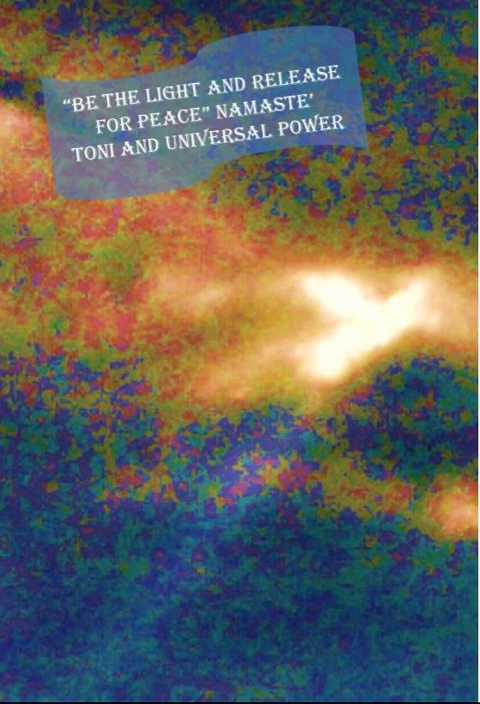 “BE THE LIGHT AND RELEASE
FOR PEACE” NAMASTE’
TONI AND UNIVERSAL POWER